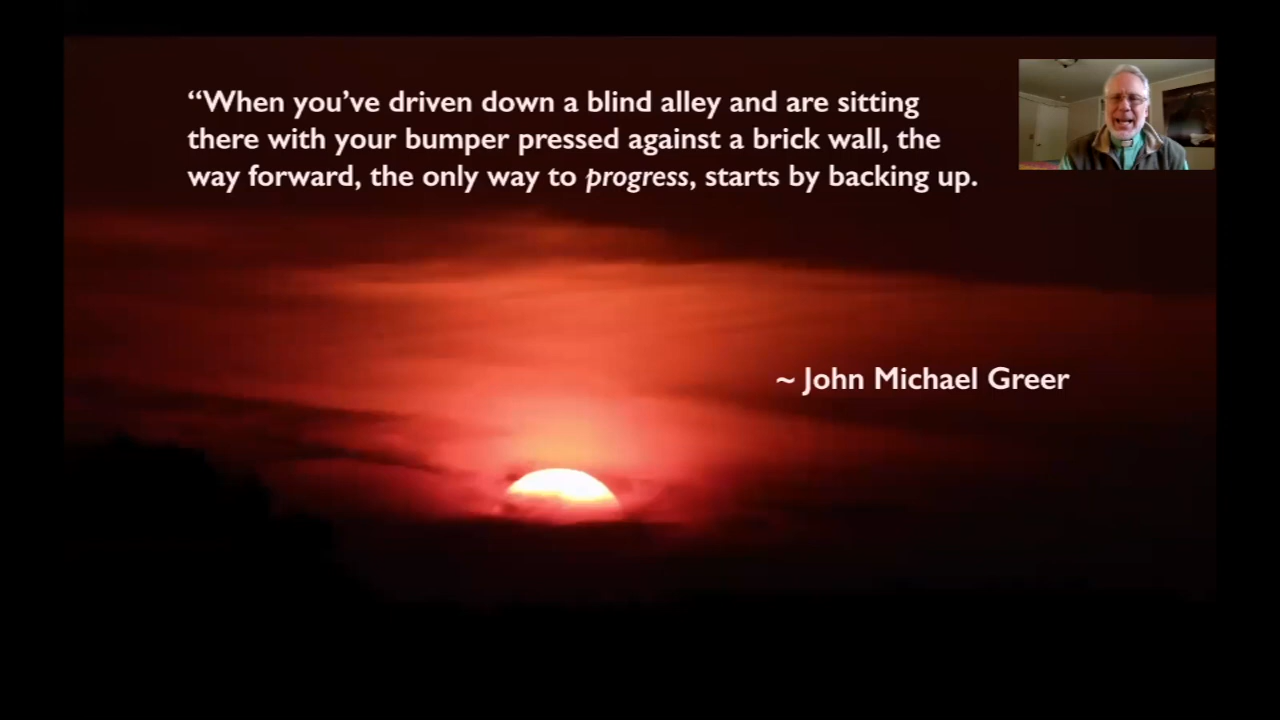 “When you’ve driven down a blind alley and are sitting
there with your bumper pressed against a brick wall, the
way forward, the only way to progress, starts by backing up.
~ John Michael Greer